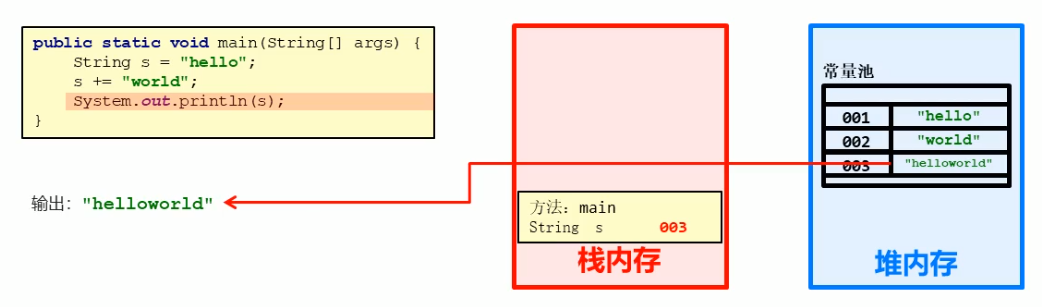 public static void main(String[] args) {
String s = "hello";
s += "world";
System.out.println(s);
}
输出："helloworld"
方法：main
String s 003
栈内存
常量池
001 "hello"
002 "world"
003 "helloworld"
堆内存